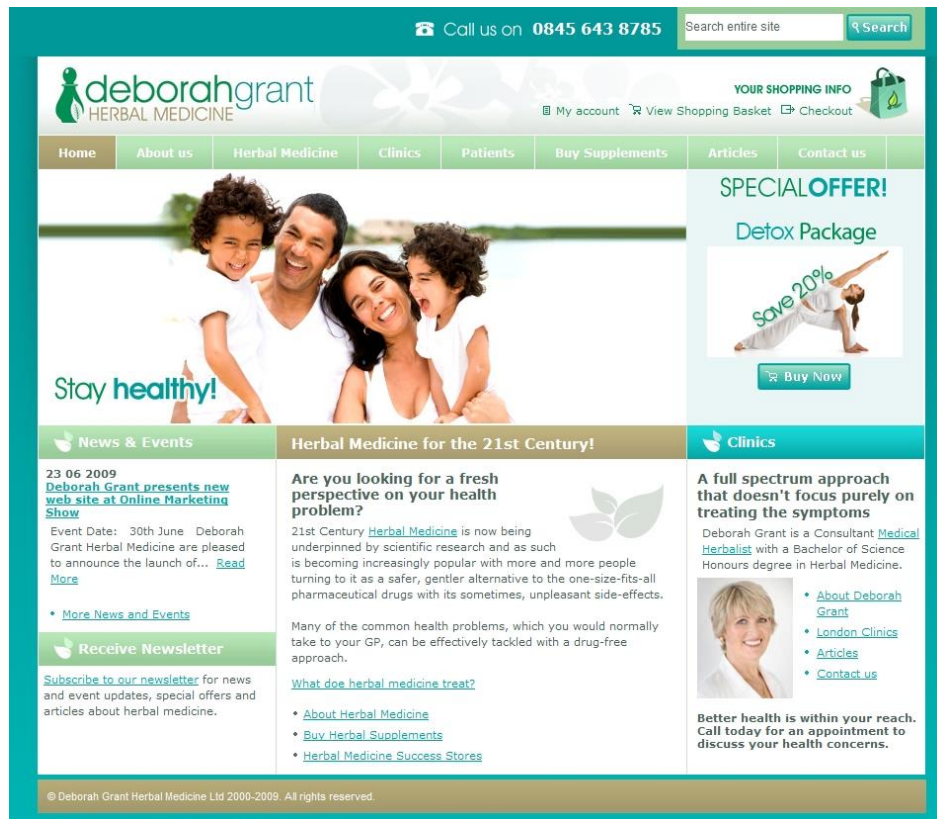 Call us on 0845 643 8785
Search entire site
Search
deborahgrant
HERBAL MEDICINE
YOUR SHOPPING INFO
My account View Shopping Basket Checkout
Home About us Herbal Medicine Clinics Patients Buy Supplements Articles Contact us
Stay healthy!
SPECIAL OFFER!
Detox Package
Save 20%
Buy Now
News & Events
23 06 2009
Deborah Grant presents new
web site at Online Marketing
Show
Event Date: 30th June Deborah
Grant Herbal Medicine are pleased
to announce the launch of... Read
More
• More News and Events
Receive Newsletter
Subscribe to our newsletter for news
and event updates, special offers and
articles about herbal medicine.
Herbal Medicine for the 21st Century!
Are you looking for a fresh
perspective on your health
problem?
21st Century Herbal Medicine is now being
underpinned by scientific research and as such
is becoming increasingly popular with more and more people
turning to it as a safer, gentler alternative to the one-size-fits-all
pharmaceutical drugs with its sometimes, unpleasant side-effects.
Many of the common health problems, which you would normally
take to your GP, can be effectively tackled with a drug-free
approach.
What doe herbal medicine treat?
• About Herbal Medicine
• Buy Herbal Supplements
• Herbal Medicine Success Stores
Clinics
A full spectrum approach
that doesn't focus purely on
treating the symptoms
Deborah Grant is a Consultant Medical
Herbalist with a Bachelor of Science
Honours degree in Herbal Medicine.
• About Deborah
Grant
• London Clinics
• Articles
• Contact us
Better health is within your reach.
Call today for an appointment to
discuss your health concerns.
© Deborah Grant Herbal Medicine Ltd 2000-2009. All rights reserved.